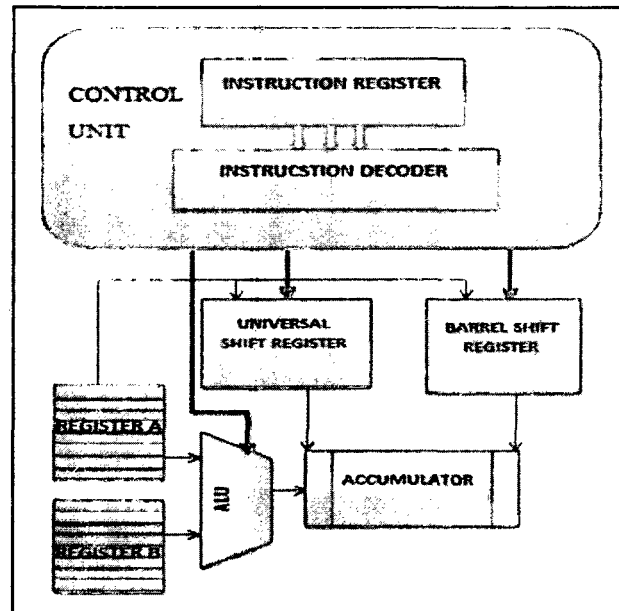 CONTROL
UNIT
INSTRUCTION REGISTER
INSTRUCSTION DECODER
UNIVERSAL
SHIFT REGISTER
BARREL SHIFT
REGISTER
REGISTER A
ALU
ACCUMULATOR
REGISTER B